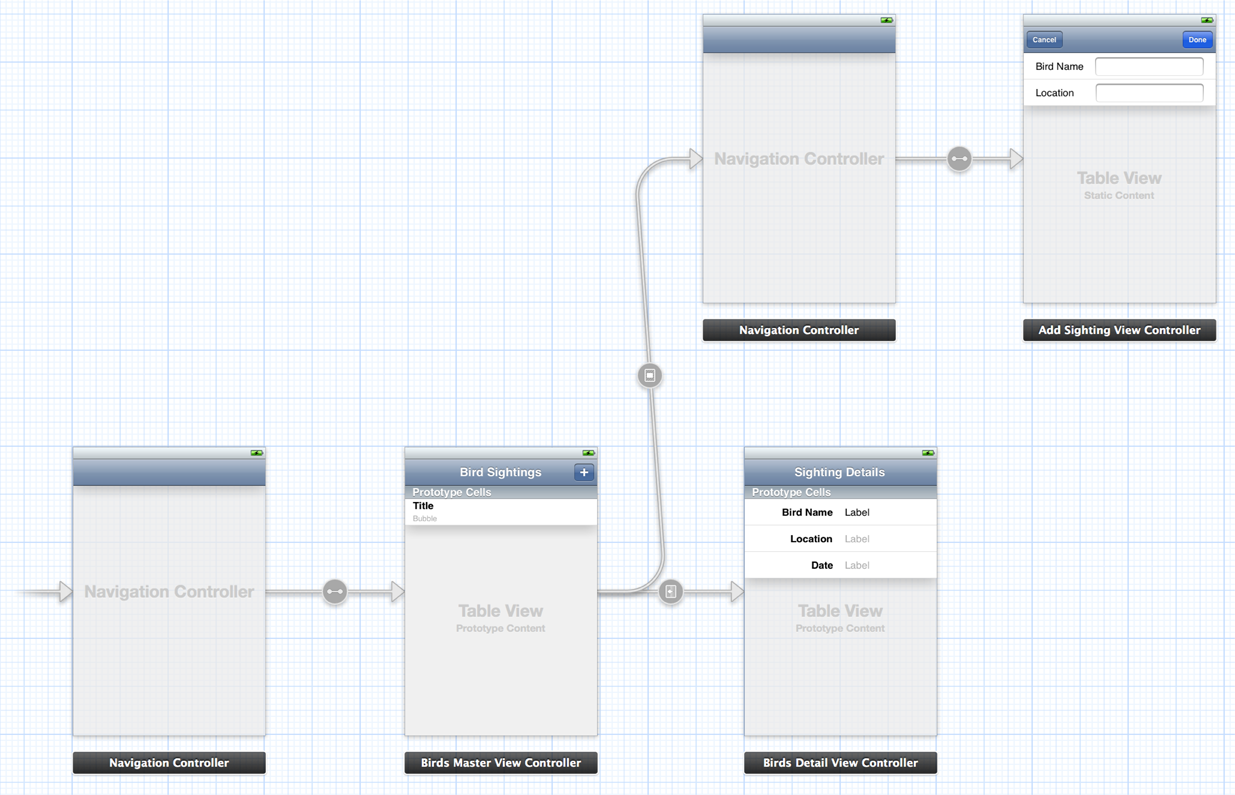 Cancel
Done
Bird Name
Location
Navigation Controller
Table View
Static Content
Navigation Controller
Add Sighting View Controller
Bird Sightings
+
Prototype Cells
Title
Bubble
Sighting Details
Prototype Cells
Bird Name Label
Location Label
Date Label
Navigation Controller
Table View
Prototype Content
Table View
Prototype Content
Navigation Controller
Birds Master View Controller
Birds Detail View Controller